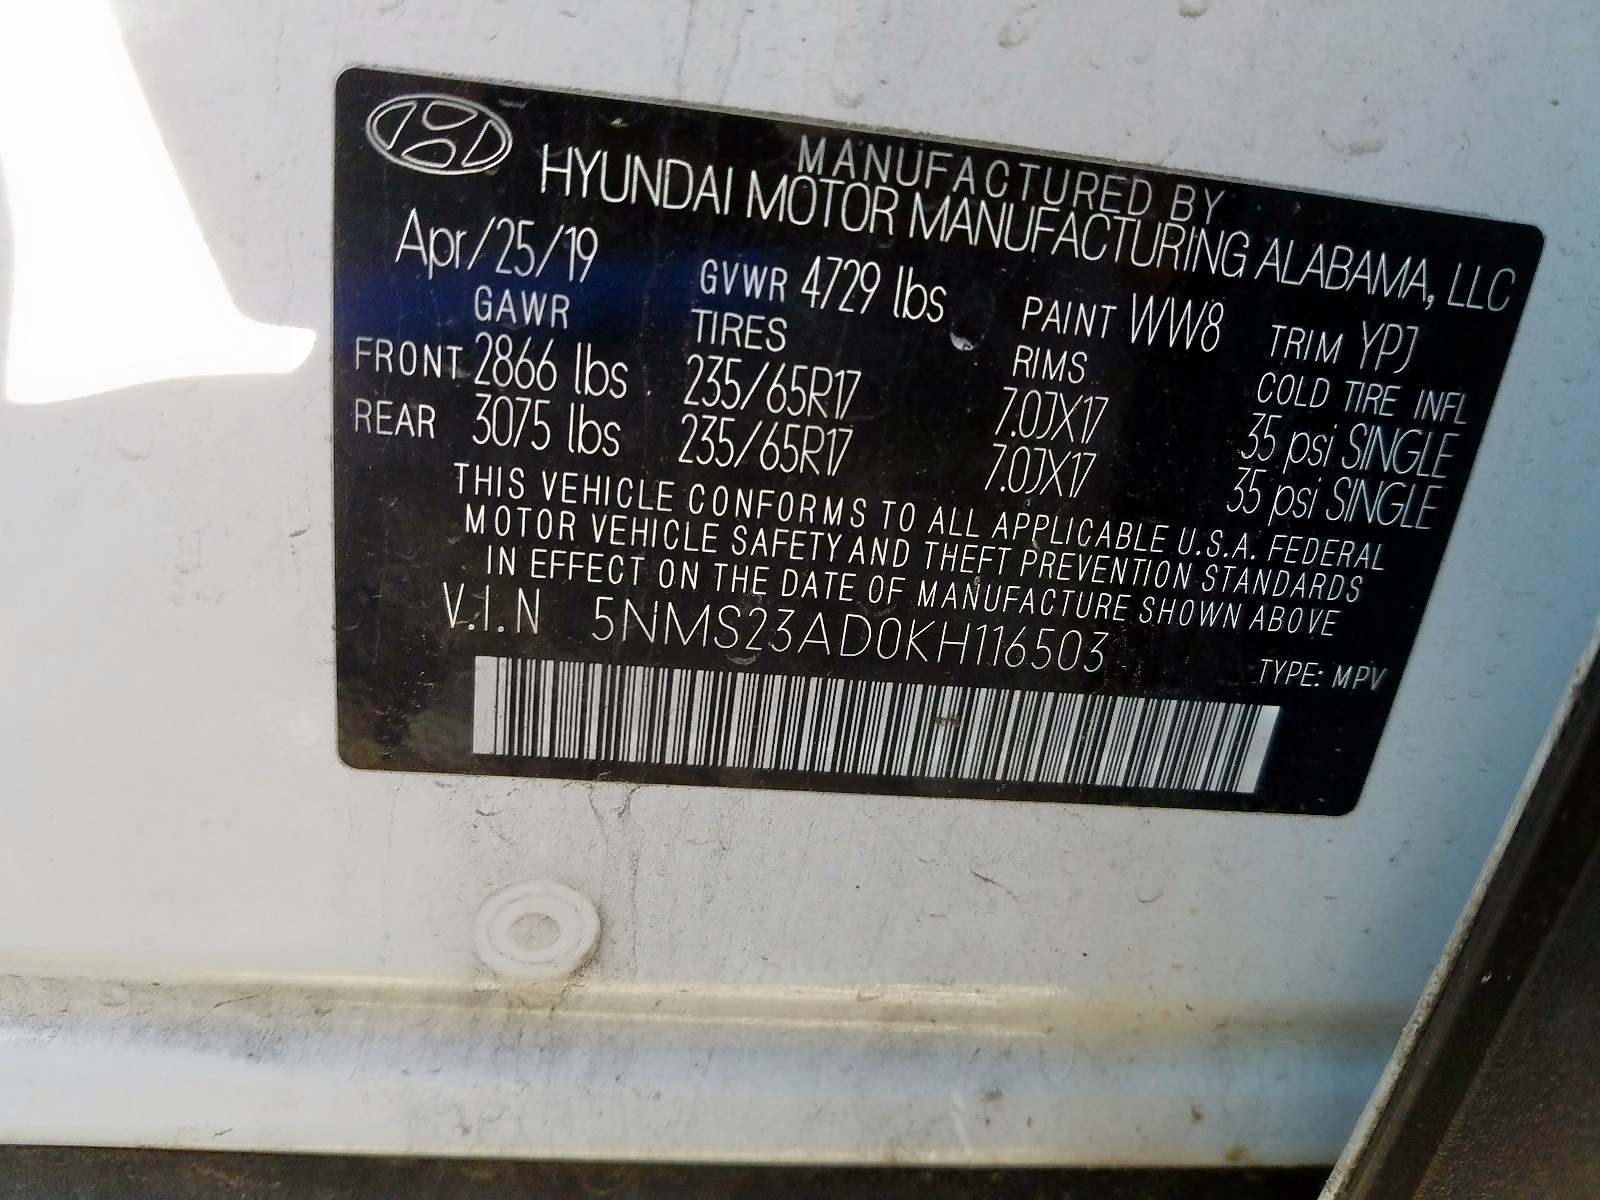 MANUFACTURED BY
HYUNDAI MOTOR MANUFACTURING ALABAMA, LLC
Apr/25/19 GVWR 4729 lbs PAINT WW8 TRIM YPJ
GAWR TIRES RIMS COLD TIRE INFL
FRONT 2866 lbs 235/65R17 7.0JX17 35 psi SINGLE
REAR 3075 lbs 235/65R17 7.0JX17 35 psi SINGLE
THIS VEHICLE CONFORMS TO ALL APPLICABLE U.S.A. FEDERAL
MOTOR VEHICLE SAFETY AND THEFT PREVENTION STANDARDS
IN EFFECT ON THE DATE OF MANUFACTURE SHOWN ABOVE
V.I.N 5NMS23AD0KH116503
TYPE: MPV